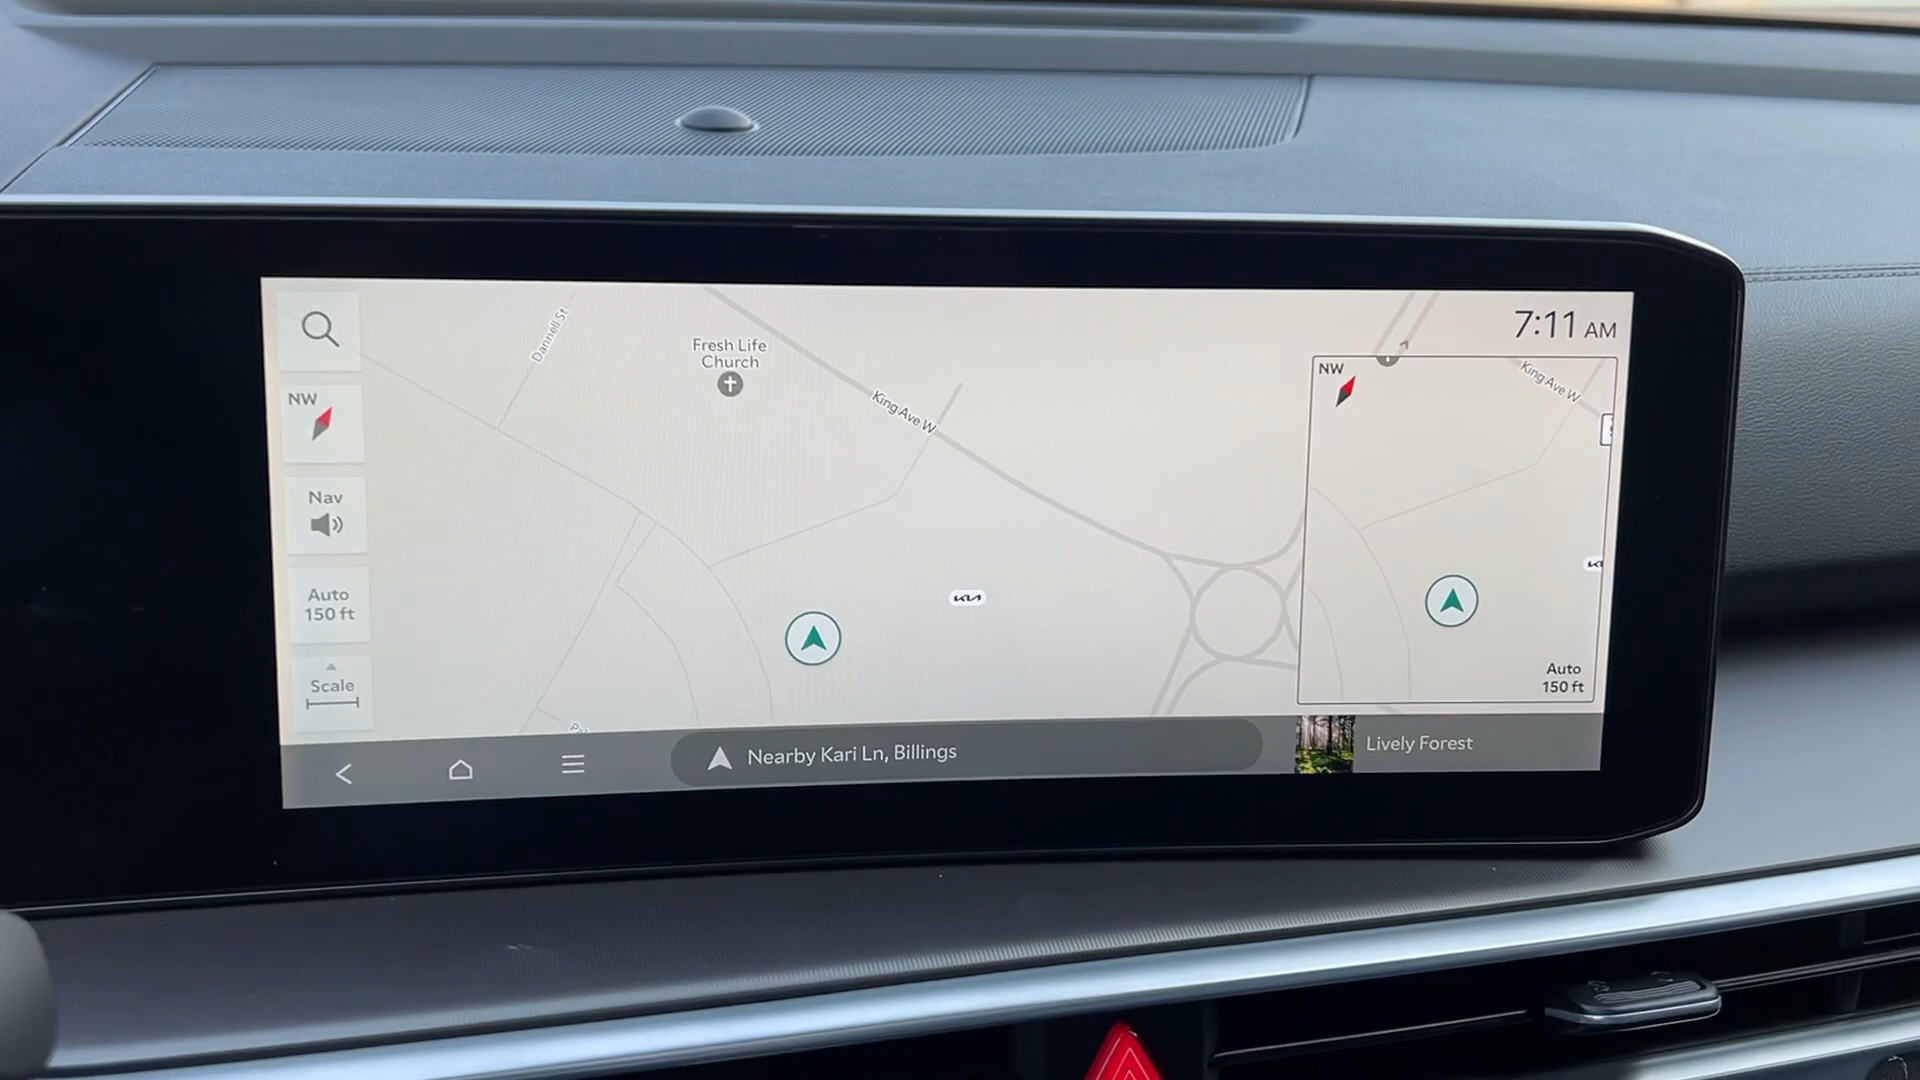 7:11 AM
Dannell St
Fresh Life
Church
King Ave W
NW
NW
King Ave W
Nav
Auto
150 ft
KIA
Scale
Auto
150 ft
Nearby Kari Ln, Billings
Lively Forest